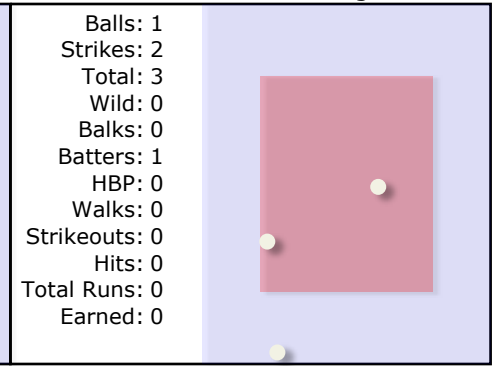 Balls: 1
Strikes: 2
Total: 3
Wild: 0
Balks: 0
Batters: 1
HBP: 0
Walks: 0
Strikeouts: 0
Hits: 0
Total Runs: 0
Earned: 0